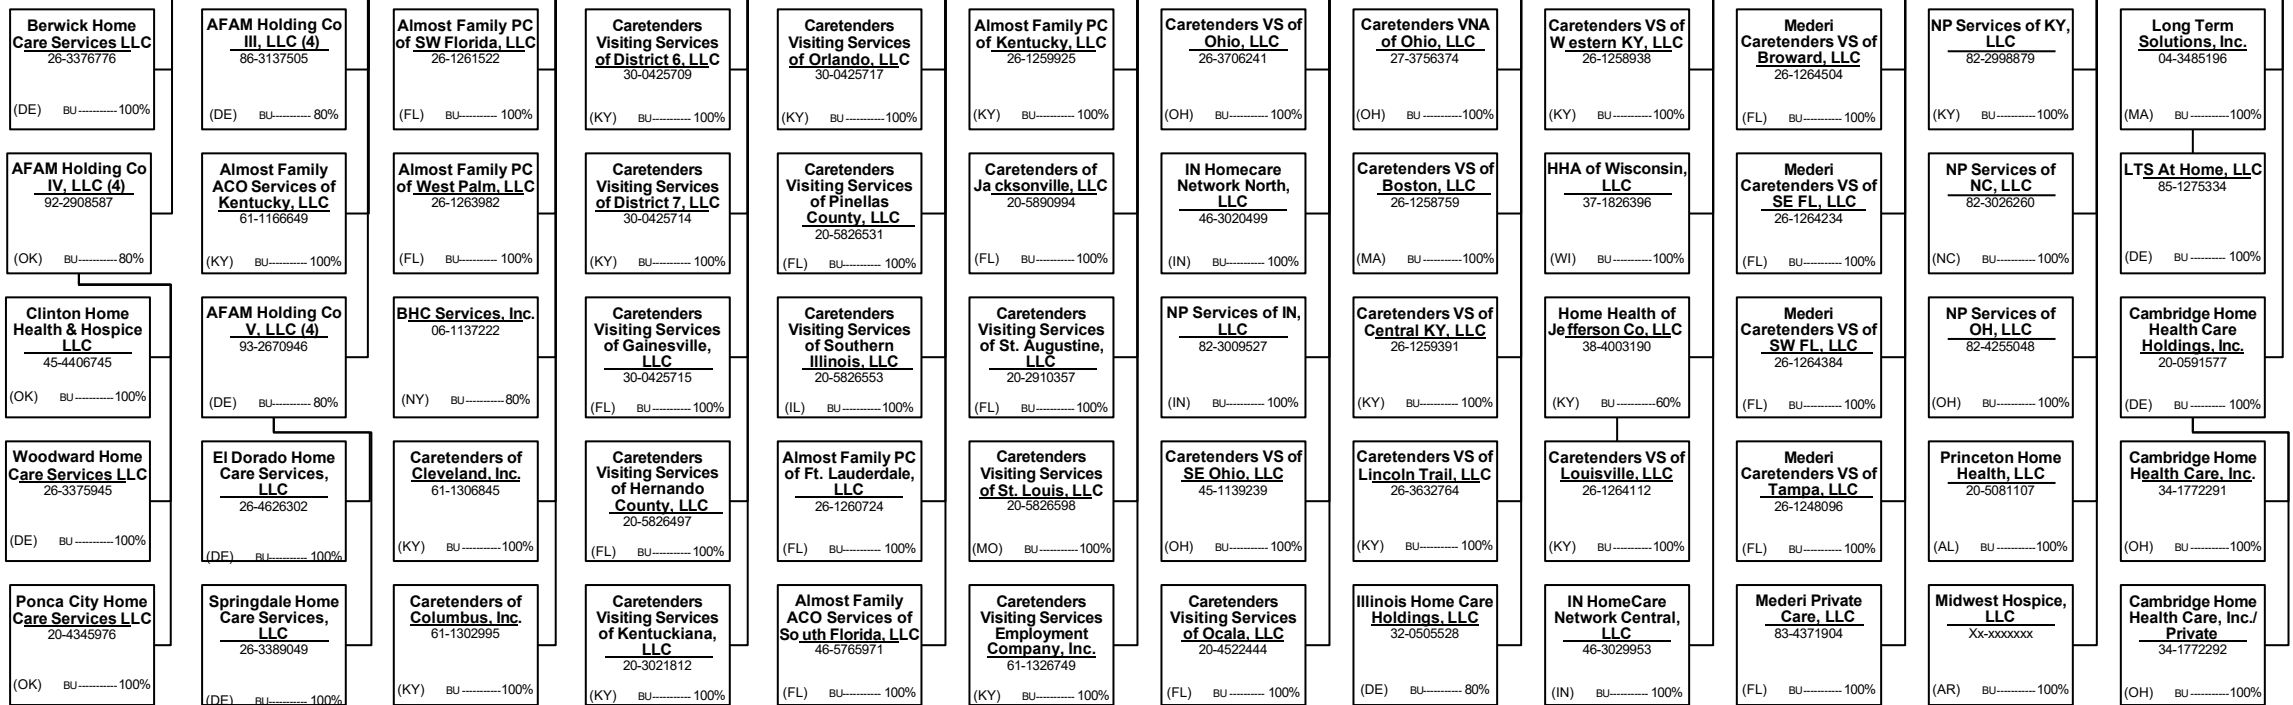 Berwick Home
Care Services LLC
26-3376776
(DE) BU-----------100%
AFAM Holding Co
IV, LLC (4)
92-2908587
(OK) BU-----------80%
Clinton Home
Health & Hospice
LLC
45-4406745
(OK) BU-----------100%
Woodward Home
Care Services LLC
26-3375945
(DE) BU-----------100%
Ponca City Home
Care Services LLC
20-4345976
(OK) BU-----------100%
AFAM Holding Co
III, LLC (4)
86-3137505
(DE) BU----------- 80%
Almost Family
ACO Services of
Kentucky, LLC
61-1166649
(KY) BU----------- 100%
AFAM Holding Co
V, LLC (4)
93-2670946
(DE) BU----------- 80%
El Dorado Home
Care Services,
LLC
26-4626302
(DE) BU----------- 100%
Springdale Home
Care Services,
LLC
26-3389049
(DE) BU----------- 100%
Almost Family PC
of SW Florida, LLC
26-1261522
(FL) BU----------- 100%
Almost Family PC
of West Palm, LLC
26-1263982
(FL) BU----------- 100%
BHC Services, Inc.
06-1137222
(NY) BU-----------80%
Caretenders of
Cleveland, Inc.
61-1306845
(KY) BU-----------100%
Caretenders of
Columbus, Inc.
61-1302995
(KY) BU-----------100%
Caretenders
Visiting Services
of District 6, LLC
30-0425709
(KY) BU-----------100%
Caretenders
Visiting Services
of District 7, LLC
30-0425714
(KY) BU----------- 100%
Caretenders
Visiting Services
of Gainesville,
LLC
30-0425715
(FL) BU-----------100%
Caretenders
Visiting Services
of Hernando
County, LLC
20-5826497
(FL) BU-----------100%
Caretenders
Visiting Services
of Kentuckiana,
LLC
20-3021812
(KY) BU----------- 100%
Caretenders
Visiting Services
of Orlando, LLC
30-0425717
(KY) BU----------- 100%
Caretenders
Visiting Services
of Pinellas
County, LLC
20-5826531
(FL) BU----------- 100%
Caretenders
Visiting Services
of Southern
Illinois, LLC
20-5826553
(IL) BU-----------100%
Almost Family PC
of Ft. Lauderdale,
LLC
26-1260724
(FL) BU----------- 100%
Almost Family
ACO Services of
South Florida, LLC
46-5765971
(FL) BU----------- 100%
Almost Family PC
of Kentucky, LLC
26-1259925
(KY) BU----------- 100%
Caretenders of
Jacksonville, LLC
20-5890994
(FL) BU----------- 100%
Caretenders
Visiting Services
of St. Augustine,
LLC
20-2910357
(FL) BU-----------100%
Caretenders
Visiting Services
of St. Louis, LLC
20-5826598
(MO) BU-----------100%
Caretenders
Visiting Services
Employment
Company, Inc.
61-1326749
(KY) BU-----------100%
Caretenders VS of
Ohio, LLC
26-3706241
(OH) BU----------- 100%
IN Homecare
Network North,
LLC
46-3020499
(IN) BU----------- 100%
NP Services of IN,
LLC
82-3009527
(IN) BU----------- 100%
Caretenders VS of
SE Ohio, LLC
45-1139239
(OH) BU-----------100%
Caretenders
Visiting Services
of Ocala, LLC
20-4522444
(FL) BU ---------- 100%
Caretenders VNA
of Ohio, LLC
27-3756374
(OH) BU-----------100%
Caretenders VS of
Boston, LLC
26-1258759
(MA) BU-----------100%
Caretenders VS of
Central KY, LLC
26-1259391
(KY) BU----------- 100%
Caretenders VS of
Lincoln Trail, LLC
26-3632764
(KY) BU----------- 100%
Illinois Home Care
Holdings, LLC
32-0505528
(DE) BU----------- 80%
Caretenders VS of
Western KY, LLC
26-1258938
(KY) BU----------- 100%
HHA of Wisconsin,
LLC
37-1826396
(WI) BU-----------100%
Home Health of
Jefferson Co, LLC
38-4003190
(KY) BU-----------60%
Caretenders VS of
Louisville, LLC
26-1264112
(KY) BU-----------100%
IN HomeCare
Network Central,
LLC
46-3029953
(IN) BU----------- 100%
Mederi
Caretenders VS of
Broward, LLC
26-1264504
(FL) BU----------- 100%
Mederi
Caretenders VS of
SE FL, LLC
26-1264234
(FL) BU----------- 100%
Mederi
Caretenders VS of
SW FL, LLC
26-1264384
(FL) BU----------- 100%
Mederi
Caretenders VS of
Tampa, LLC
26-1248096
(FL) BU----------- 100%
Mederi Private
Care, LLC
83-4371904
(FL) BU----------- 100%
NP Services of KY,
LLC
82-2998879
(KY) BU----------- 100%
NP Services of
NC, LLC
82-3026260
(NC) BU----------- 100%
NP Services of
OH, LLC
82-4255048
(OH) BU----------- 100%
Princeton Home
Health, LLC
20-5081107
(AL) BU-----------100%
Midwest Hospice,
LLC
Xx-xxxxxxx
(AR) BU-----------100%
Long Term
Solutions, Inc.
04-3485196
(MA) BU-----------100%
LTS At Home, LLC
85-1275334
(DE) BU ---------- 100%
Cambridge Home
Health Care
Holdings, Inc.
20-0591577
(DE) BU ---------- 100%
Cambridge Home
Health Care, Inc.
34-1772291
(OH) BU-----------100%
Cambridge Home
Health Care, Inc./
Private
34-1772292
(OH) BU-----------100%